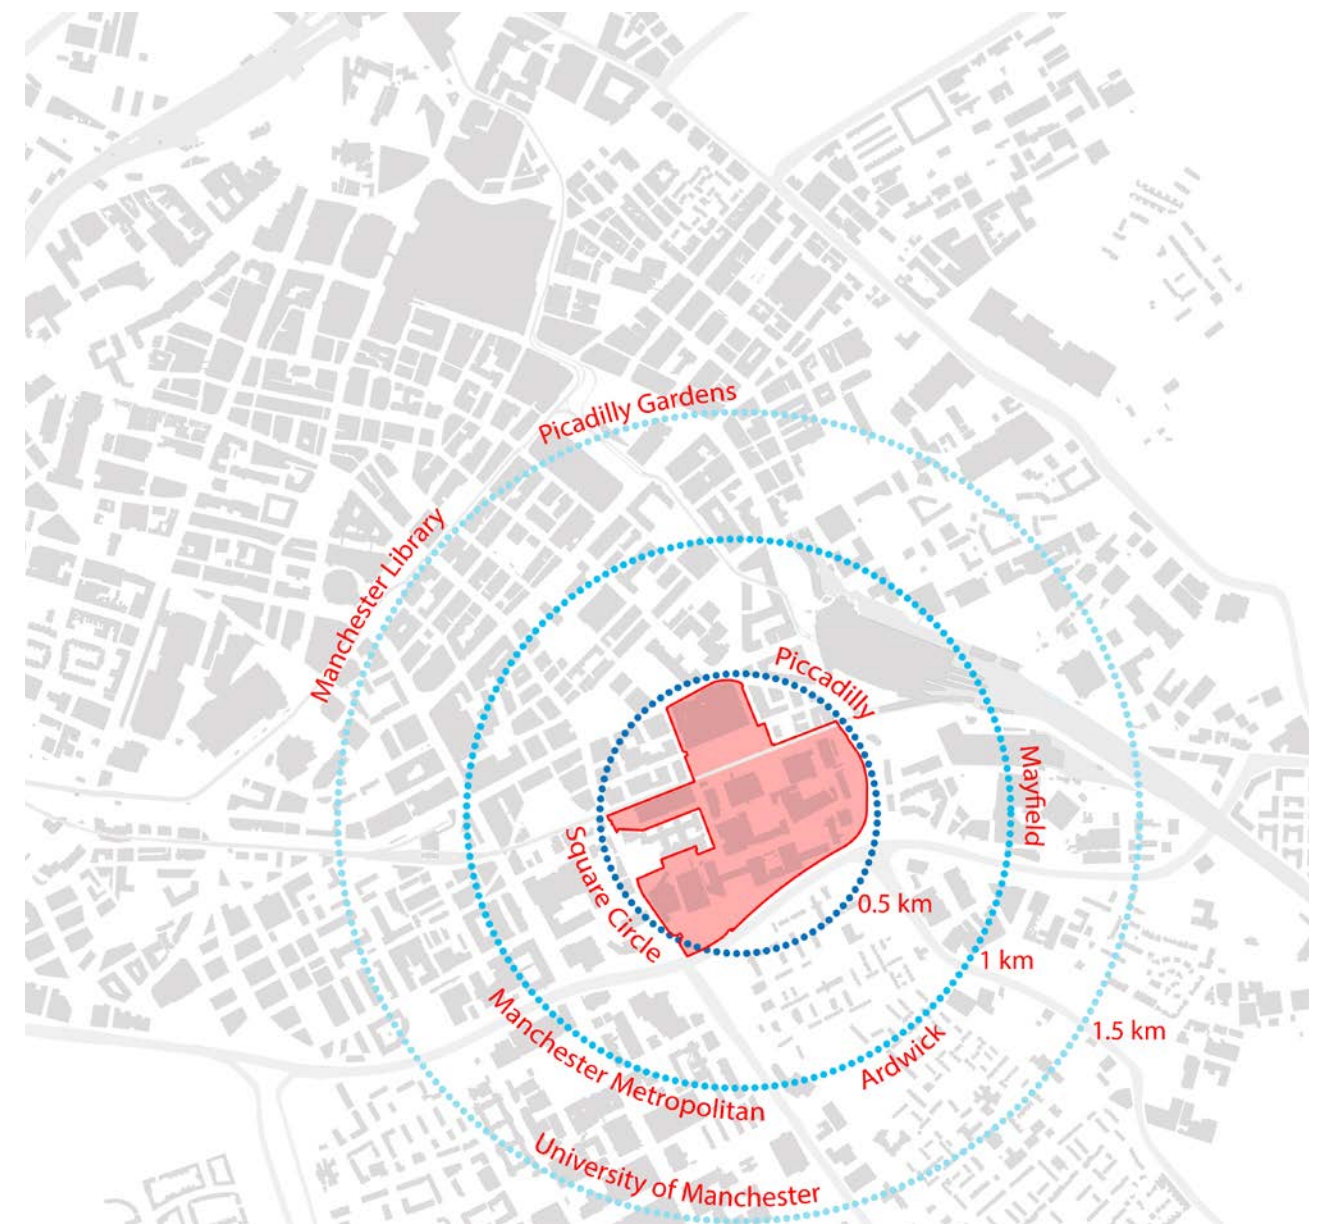 Picadilly Gardens
Manchester Library
Piccadilly
Mayfield
Square Circle
0.5 km
1 km
1.5 km
Manchester Metropolitan
Ardwick
University of Manchester